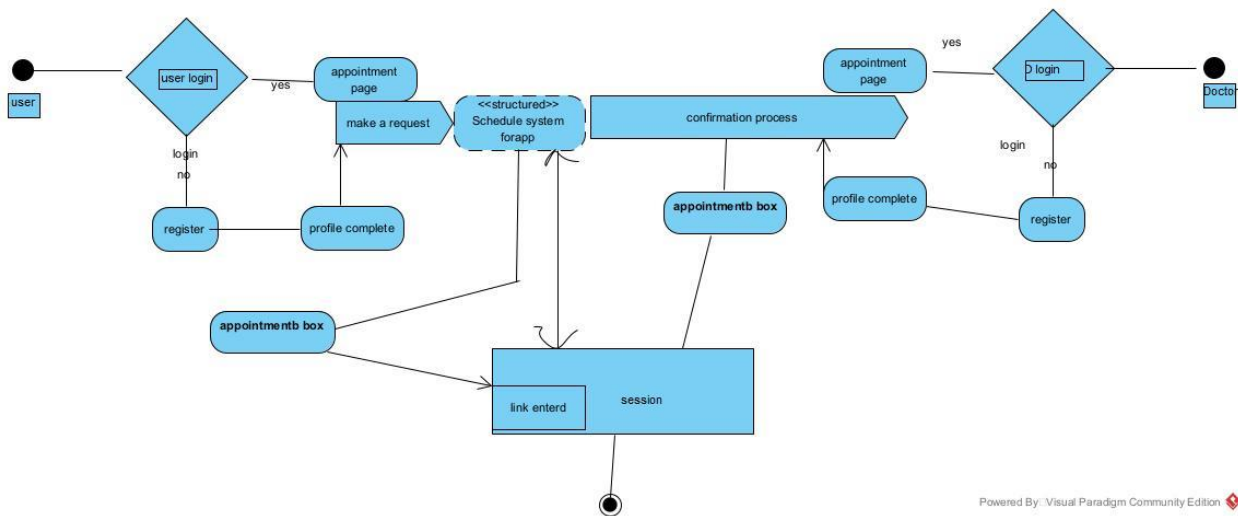 user
user login
yes
appointment
page
make a request
<<structured>>
Schedule system
forapp
confirmation process
appointment
page
yes
D login
Doctor
login
no
register
profile complete
appointmentb box
profile complete
login
no
register
appointmentb box
link enterd
session
Powered By: Visual Paradigm Community Edition